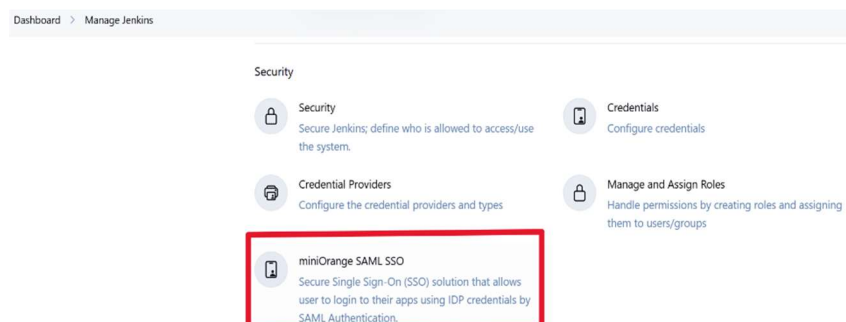 Dashboard > Manage Jenkins
Security
Security
Secure Jenkins; define who is allowed to access/use
the system.
Credentials
Configure credentials
Credential Providers
Configure the credential providers and types
Manage and Assign Roles
Handle permissions by creating roles and assigning
them to users/groups
miniOrange SAML SSO
Secure Single Sign-On (SSO) solution that allows
user to login to their apps using IDP credentials by
SAML Authentication.